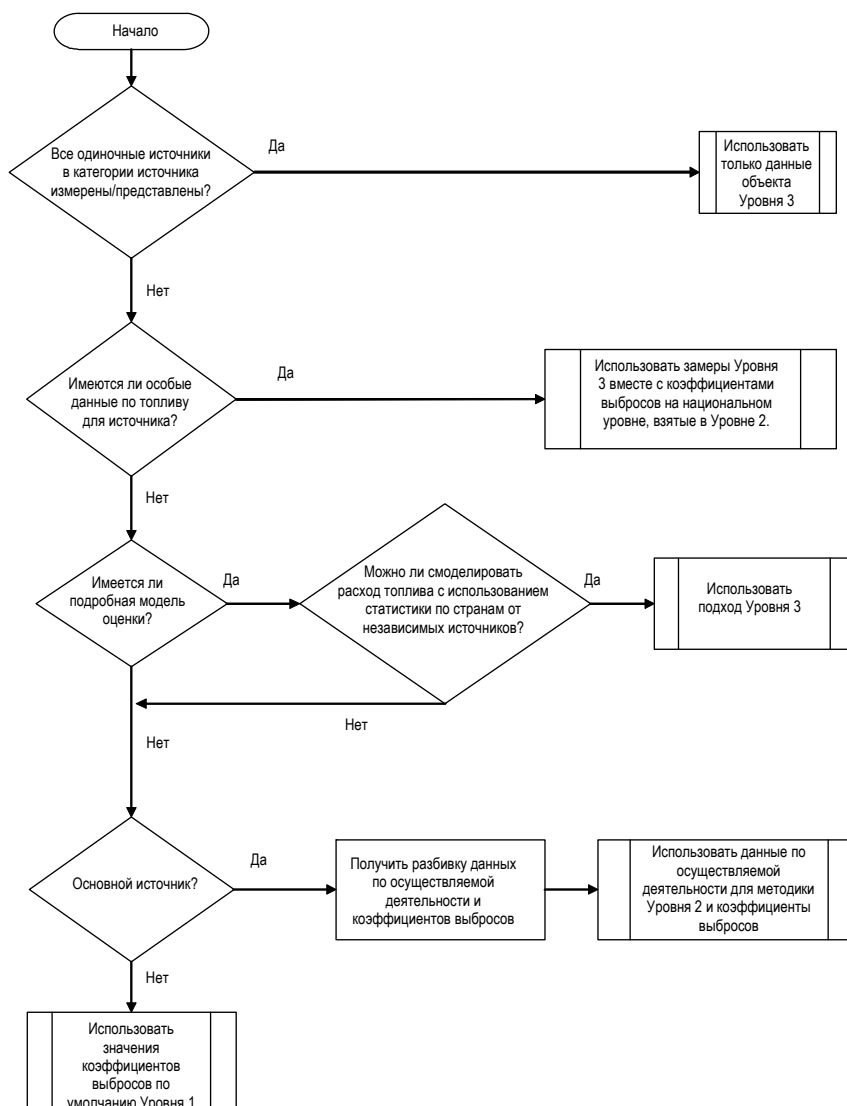 Начало
Все одиночные источники
в категории источника
измерены/представлены?
Да
Использовать
только данные
объекта
Уровня 3
Нет
Имеются ли особые
данные по топливу
для источника?
Да
Использовать замеры Уровня
3 вместе с коэффициентами
выбросов на национальном
уровне, взятые в Уровне 2.
Нет
Имеется ли
подробная модель
оценки?
Да
Можно ли смоделировать
расход топлива с использованием
статистики по странам от
независимых источников?
Да
Использовать
подход Уровня 3
Нет
Нет
Основной источник?
Да
Получить разбивку данных
по осуществляемой
деятельности и
коэффициентов выбросов
Использовать данные по
осуществляемой
деятельности для методики
Уровня 2 и коэффициенты
выбросов
Нет
Использовать
значения
коэффициентов
выбросов по
умолчанию Уровня 1